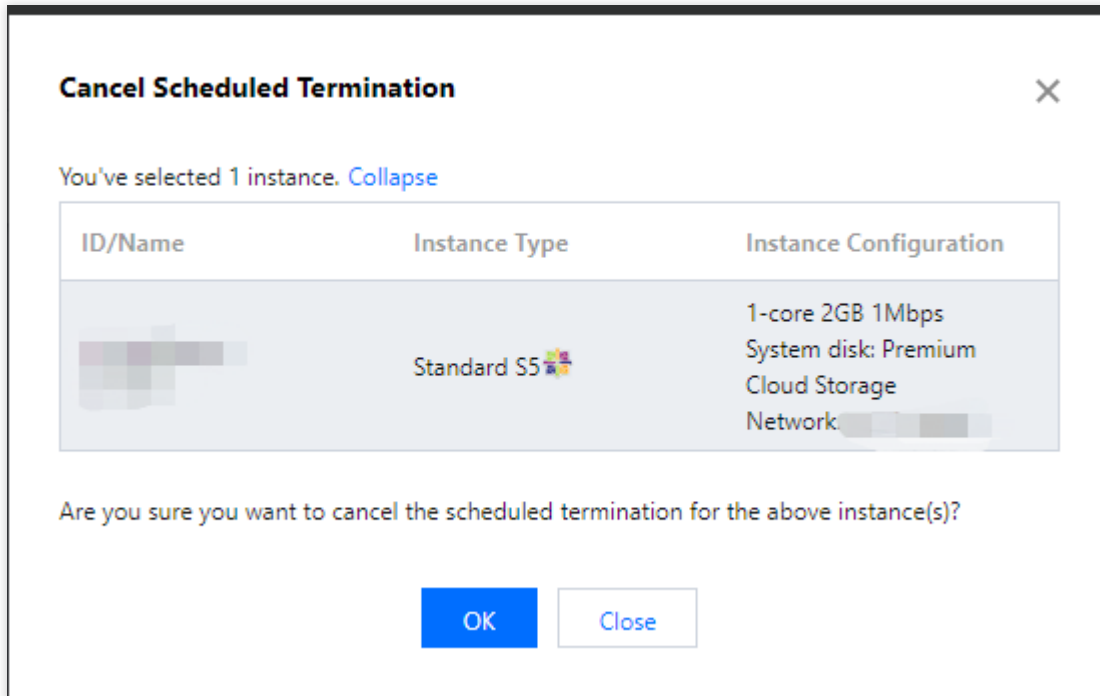 Cancel Scheduled Termination
You've selected 1 instance. Collapse
ID/Name Instance Type Instance Configuration
1-core 2GB 1Mbps
Standard S5 System disk: Premium
Cloud Storage
Network:
Are you sure you want to cancel the scheduled termination for the above instance(s)?
OK Close